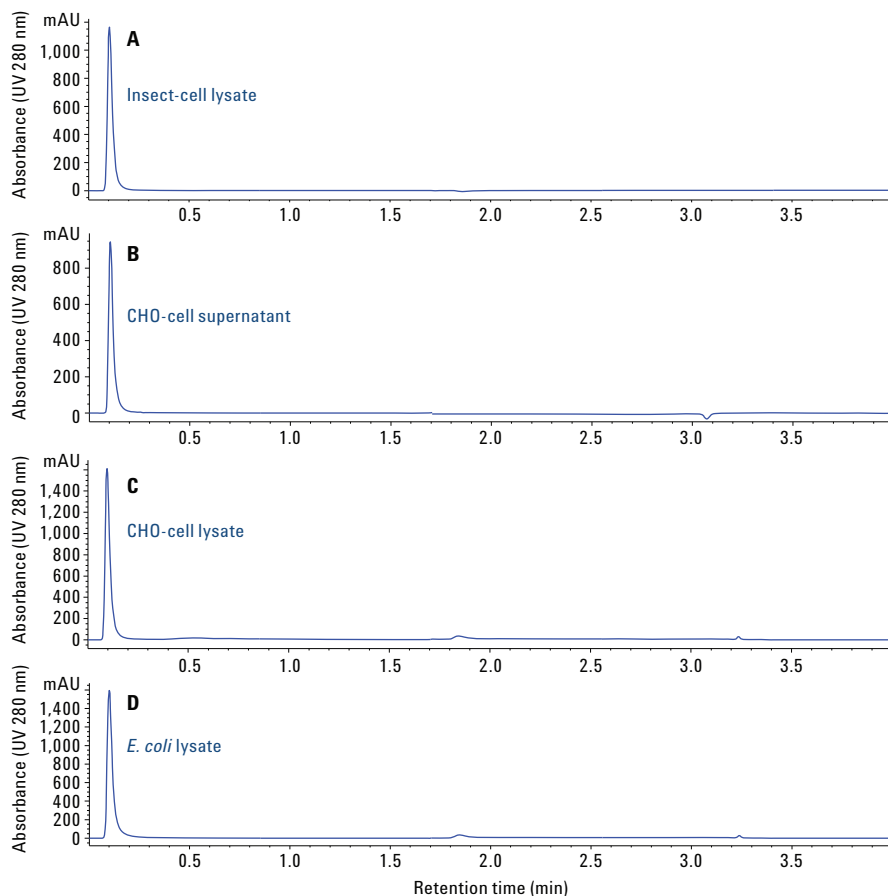 mAU
A
1,000
Insect-cell lysate
800
600
400
200
0
0.5 1.0 1.5 2.0 2.5 3.0 3.5
Absorbance (UV 280 nm)
mAU
B
800
CHO-cell supernatant
600
400
200
0
0.5 1.0 1.5 2.0 2.5 3.0 3.5
Absorbance (UV 280 nm)
mAU
C
1,400
1,200
CHO-cell lysate
1,000
800
600
400
200
0
0.5 1.0 1.5 2.0 2.5 3.0 3.5
Absorbance (UV 280 nm)
mAU
D
1,400
1,200
E. coli lysate
1,000
800
600
400
200
0
0.5 1.0 1.5 2.0 2.5 3.0 3.5
Absorbance (UV 280 nm)
Retention time (min)